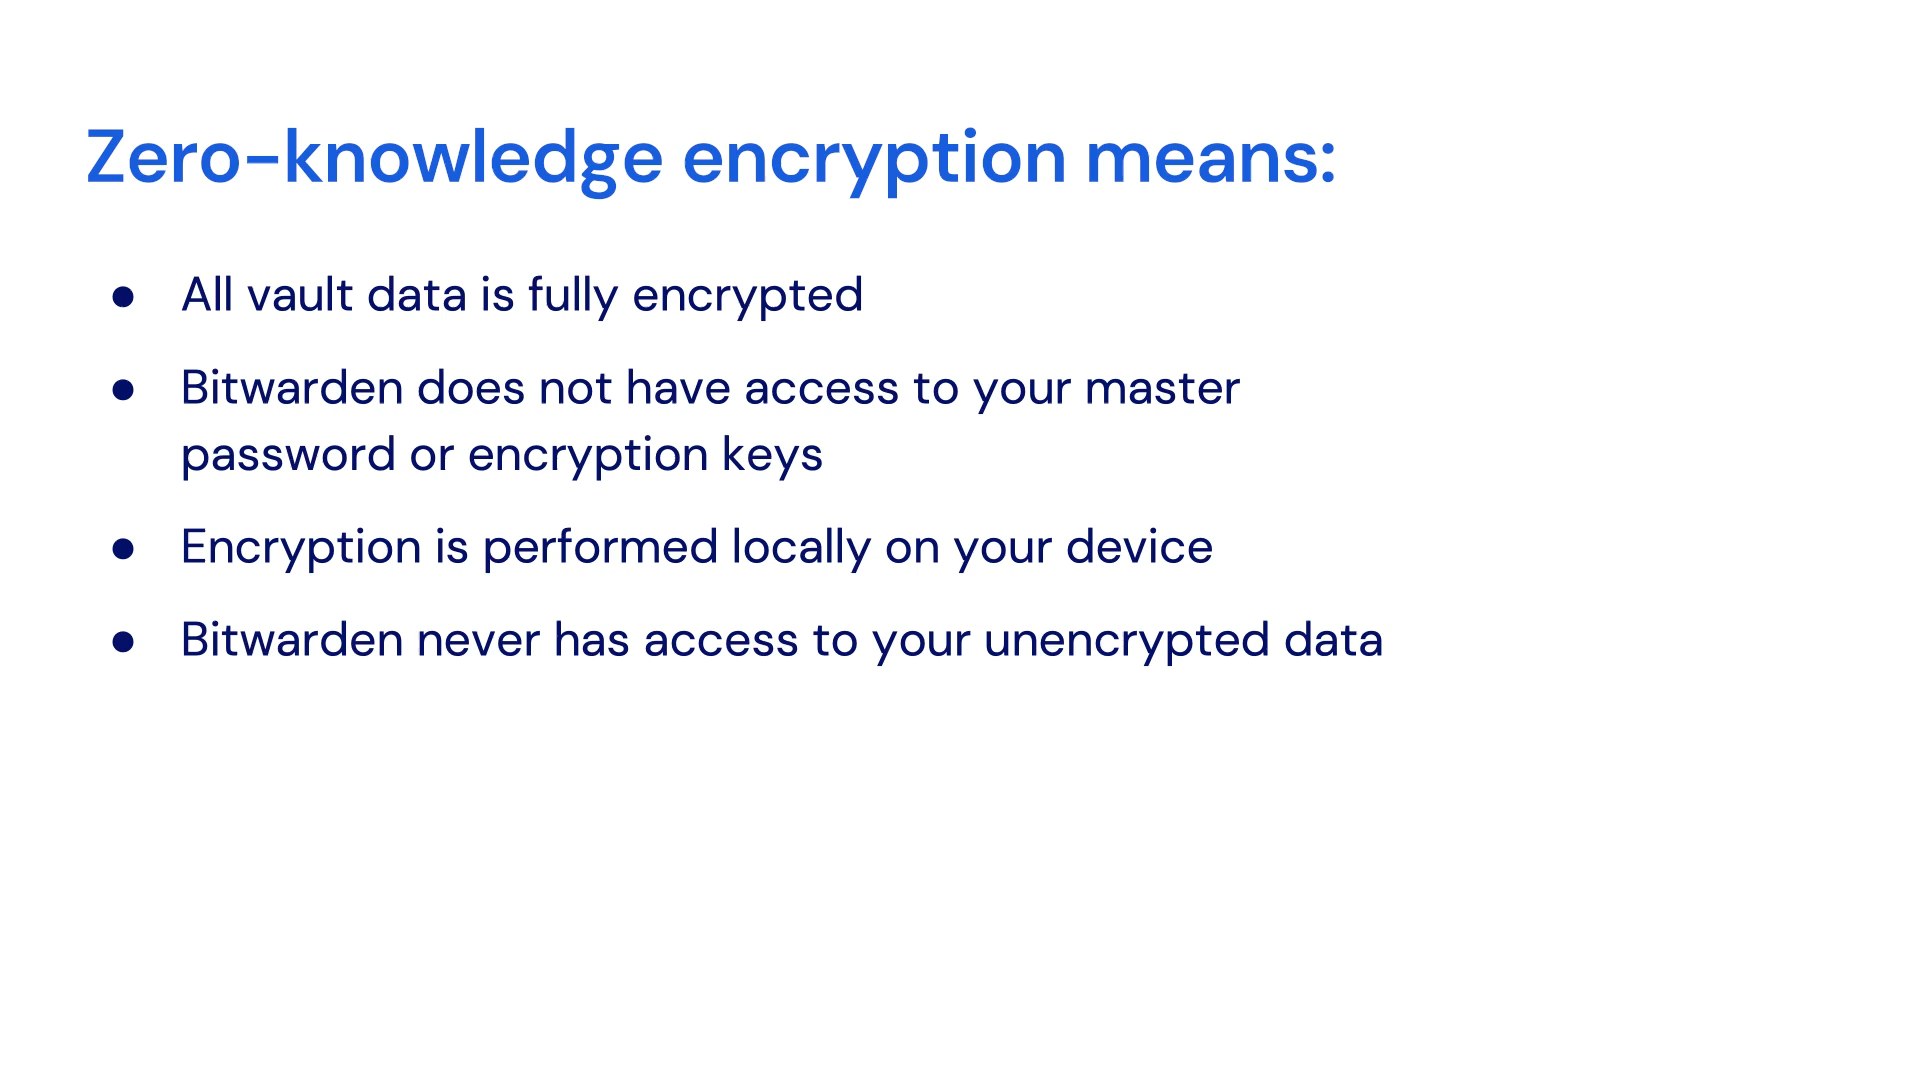 Zero-knowledge encryption means:
● All vault data is fully encrypted
● Bitwarden does not have access to your master
password or encryption keys
● Encryption is performed locally on your device
● Bitwarden never has access to your unencrypted data